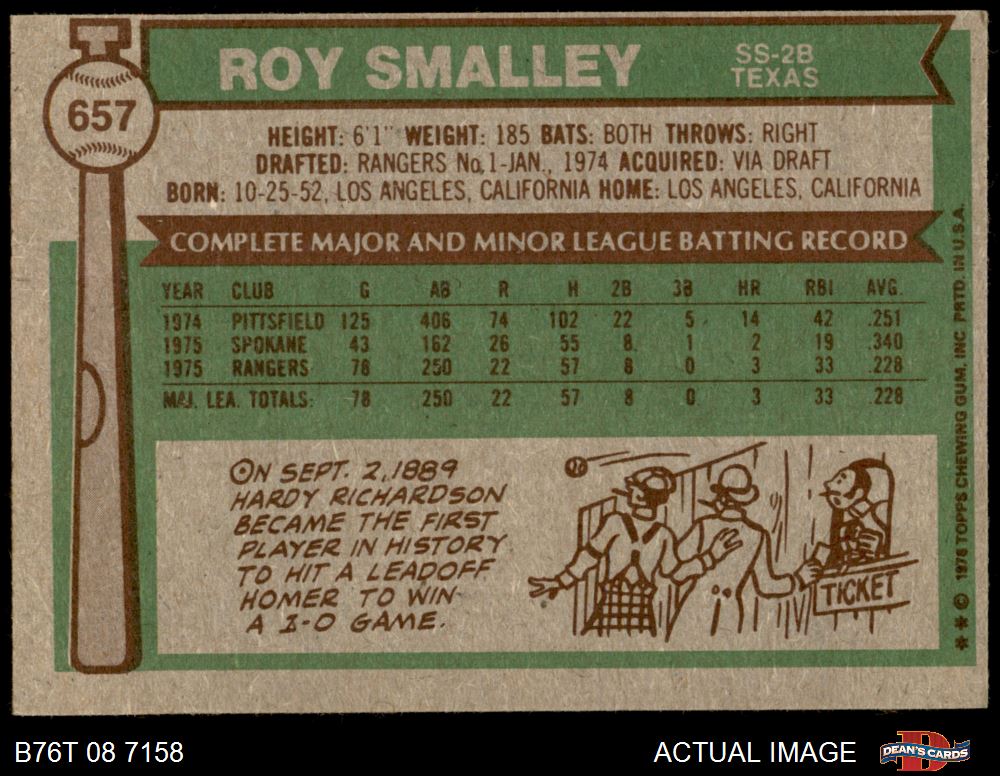 657
ROY SMALLEY
SS-2B
TEXAS
HEIGHT: 6'1" WEIGHT: 185 BATS: BOTH THROWS: RIGHT
DRAFTED: RANGERS No. 1-JAN., 1974 ACQUIRED: VIA DRAFT
BORN: 10-25-52, LOS ANGELES, CALIFORNIA HOME: LOS ANGELES, CALIFORNIA
COMPLETE MAJOR AND MINOR LEAGUE BATTING RECORD
YEAR CLUB G AB R H 2B 3B HR RBI AVG.
1974 PITTSFIELD 125 406 74 102 22 5 14 42 .251
1975 SPOKANE 43 162 26 55 8 1 2 19 .340
1975 RANGERS 78 250 22 57 8 0 3 33 .228
MAJ. LEA. TOTALS: 78 250 22 57 8 0 3 33 .228
ON SEPT. 2, 1889
HARDY RICHARDSON
BECAME THE FIRST
PLAYER IN HISTORY
TO HIT A LEADOFF
HOMER TO WIN
A 1-0 GAME.
TICKET
** © 1976 TOPPS CHEWING GUM, INC. PRTD. IN U.S.A.
B76T 08 7158
ACTUAL IMAGE
DEAN'S CARDS